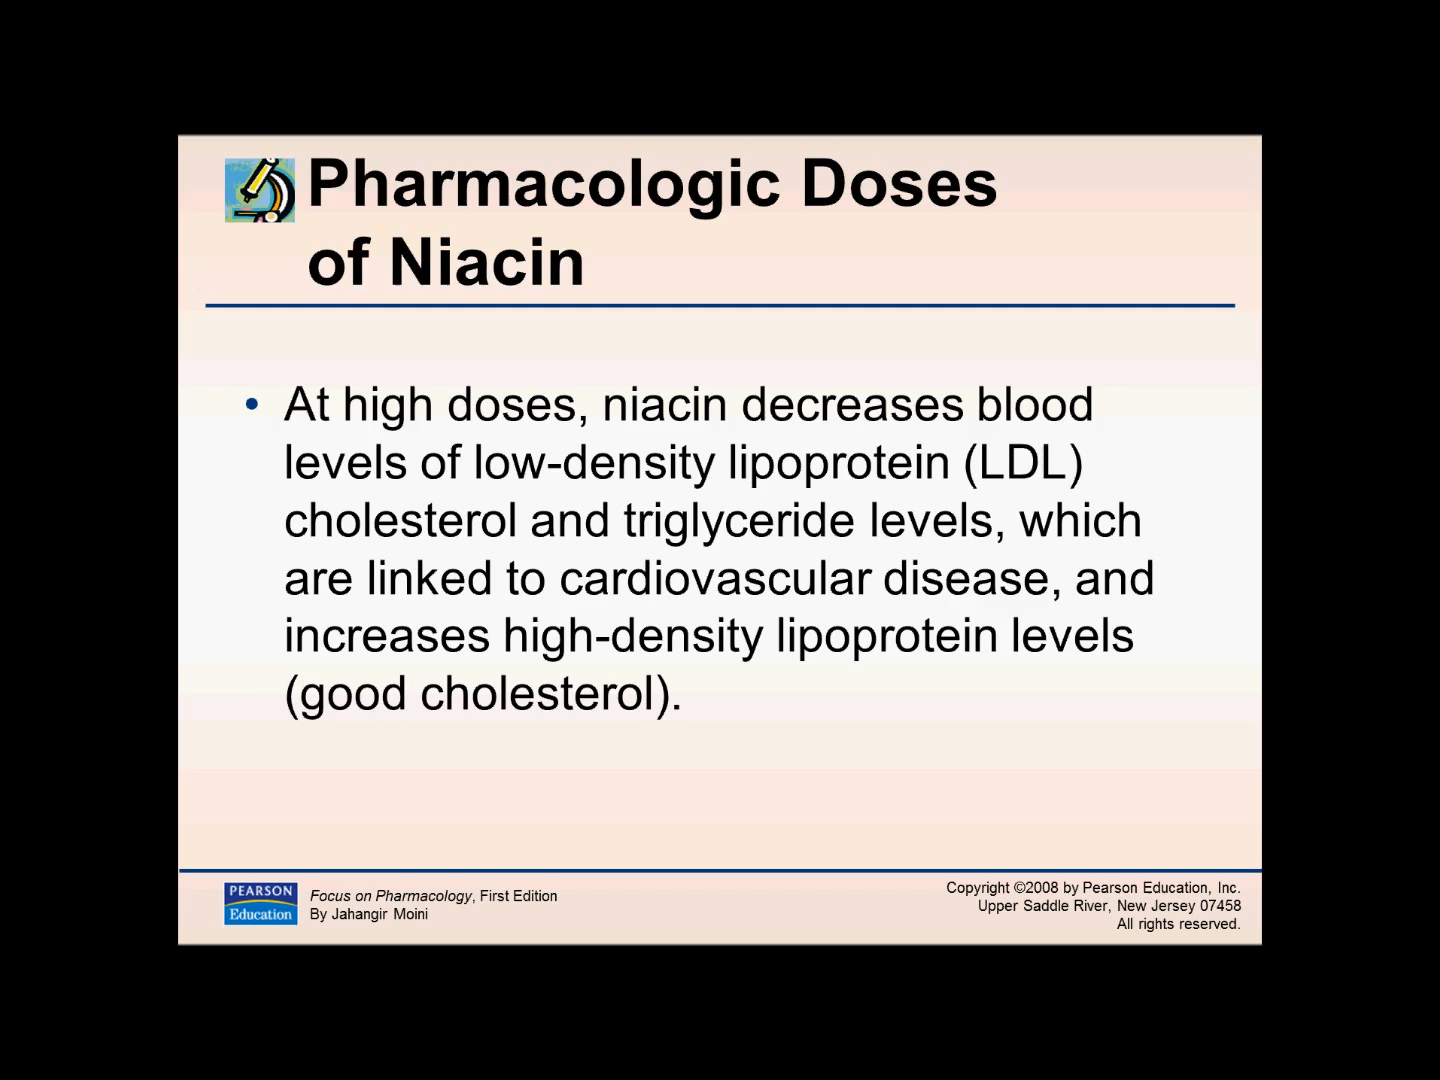 Pharmacologic Doses
of Niacin
• At high doses, niacin decreases blood
levels of low-density lipoprotein (LDL)
cholesterol and triglyceride levels, which
are linked to cardiovascular disease, and
increases high-density lipoprotein levels
(good cholesterol).
PEARSON
Education
Focus on Pharmacology, First Edition
By Jahangir Moini
Copyright ©2008 by Pearson Education, Inc.
Upper Saddle River, New Jersey 07458
All rights reserved.